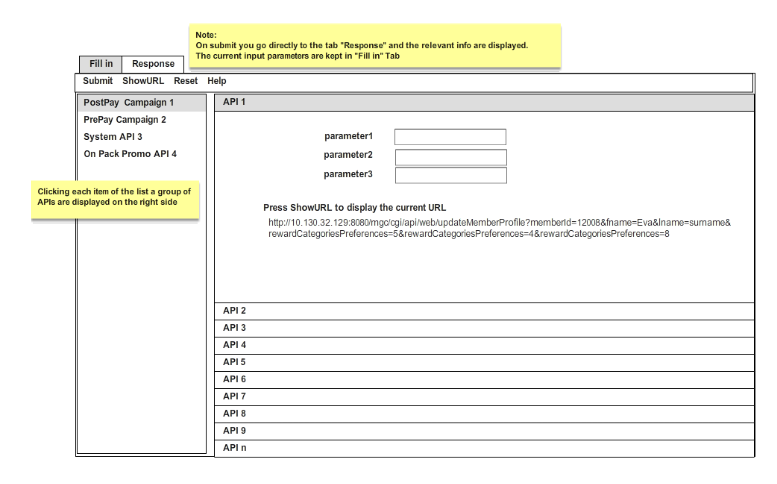 Note:
On submit you go directly to the tab "Response" and the relevant info are displayed.
The current input parameters are kept in "Fill in" Tab
Fill in
Response
Submit ShowURL Reset Help
PostPay Campaign 1
PrePay Campaign 2
System API 3
On Pack Promo API 4
Clicking each item of the list a group of
APIs are displayed on the right side
API 1
parameter1
parameter2
parameter3
Press ShowURL to display the current URL
http://10.130.32.129:8080/mgc/cgi/api/web/updateMemberProfile?memberId=12008&fname=Eva&lname=surname&
rewardCategoriesPreferences=5&rewardCategoriesPreferences=4&rewardCategoriesPreferences=8
API 2
API 3
API 4
API 5
API 6
API 7
API 8
API 9
API n